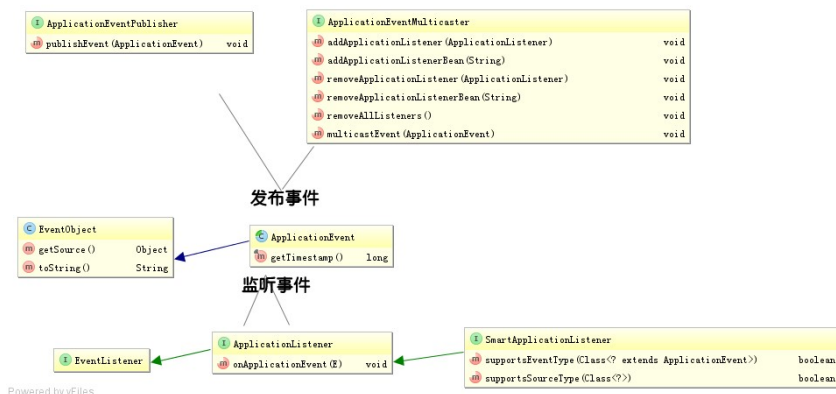 ApplicationEventPublisher
publishEvent(ApplicationEvent) void
ApplicationEventMulticaster
addApplicationListener(ApplicationListener) void
addApplicationListenerBean(String) void
removeApplicationListener(ApplicationListener) void
removeApplicationListenerBean(String) void
removeAllListeners() void
multicastEvent(ApplicationEvent) void
发布事件
EventObject
getSource() Object
toString() String
ApplicationEvent
getTimestamp() long
监听事件
EventListener
ApplicationListener
onApplicationEvent(E) void
SmartApplicationListener
supportsEventType(Class<? extends ApplicationEvent>) boolean
supportsSourceType(Class<?>) boolean
Powered by yFiles